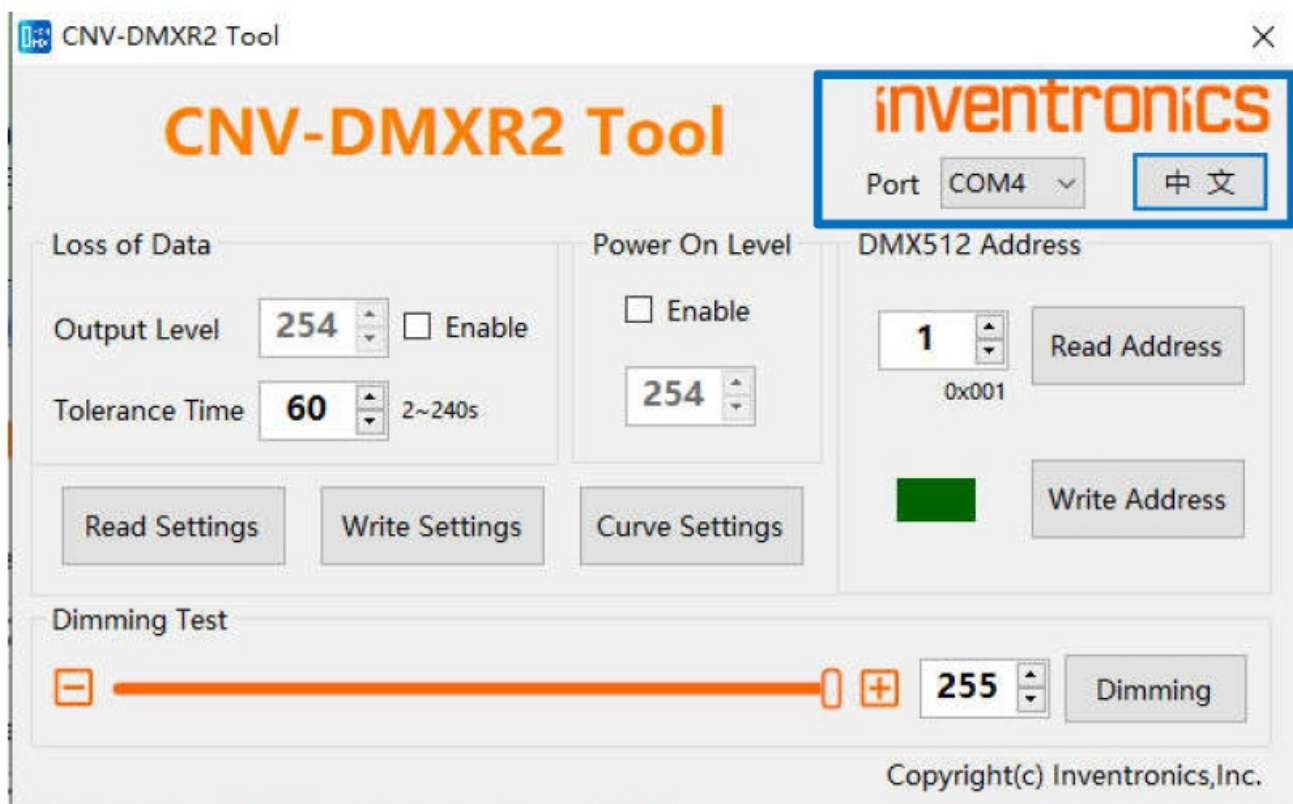 CNV-DMXR2 Tool
CNV-DMXR2 Tool
inventronics
Port COM4 中文
Loss of Data
Power On Level
DMX512 Address
Output Level 254 Enable
Enable
1
Read Address
0x001
Tolerance Time 60 2~240s
254
Read Settings
Write Settings
Curve Settings
Write Address
Dimming Test
255
Dimming
Copyright(c) Inventronics,Inc.